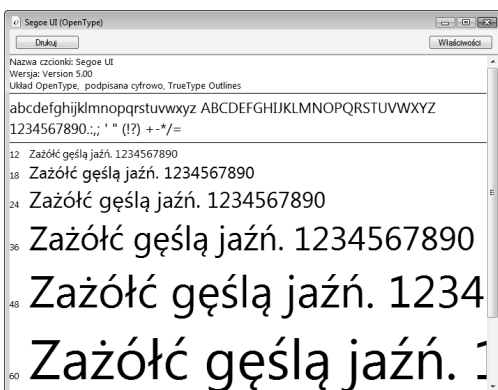 Segoe UI (OpenType)
Drukuj Właściwości
Nazwa czcionki: Segoe UI
Wersja: Version 5.00
Układ OpenType, podpisana cyfrowo, TrueType Outlines
abcdefghijklmnopqrstuvwxyz ABCDEFGHIJKLMNOPQRSTUVWXYZ
1234567890.:,; ' " (!?) +-*/=
12 Zażółć gęślą jaźń. 1234567890
18 Zażółć gęślą jaźń. 1234567890
24 Zażółć gęślą jaźń. 1234567890
36 Zażółć gęślą jaźń. 1234567890
48 Zażółć gęślą jaźń. 1234
60 Zażółć gęślą jaźń. 1